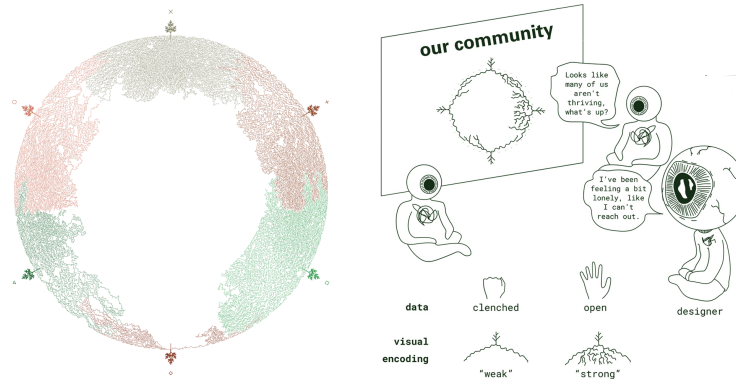 our community
Looks like
many of us
aren't
thriving,
what's up?
I've been
feeling a bit
lonely, like
I can't
reach out.
data
clenched
open
designer
visual
encoding
"weak"
"strong"